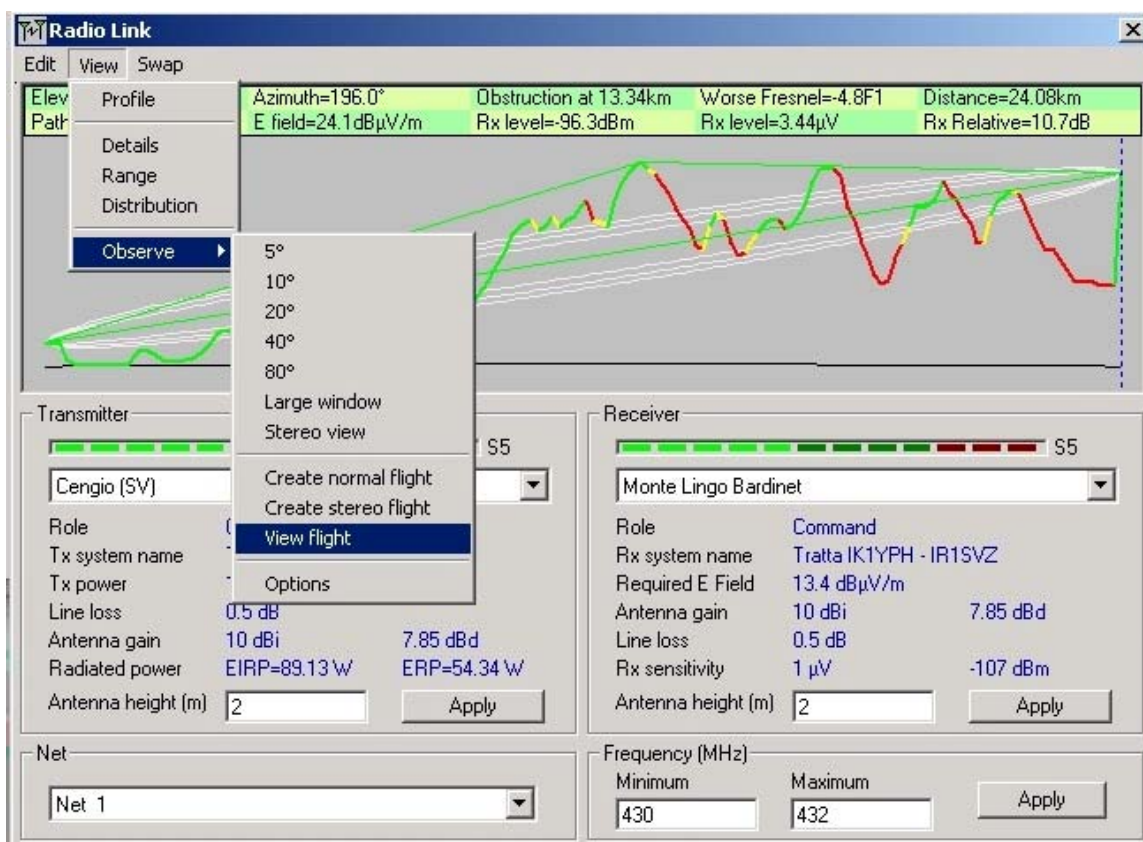 Radio Link
Edit View Swap
Elev Azimuth=196.0° Obstruction at 13.34km Worse Fresnel=-4.8F1 Distance=24.08km
Path E field=24.1dBµV/m Rx level=-96.3dBm Rx level=3.44µV Rx Relative=10.7dB
Profile
Details
Range
Distribution
Observe
5°
10°
20°
40°
80°
Large window
Stereo view
Create normal flight
Create stereo flight
View flight
Options
Transmitter
S5
Cengio (SV)
Role
Tx system name
Tx power
Line loss 0.5 dB
Antenna gain 10 dBi 7.85 dBd
Radiated power EIRP=89.13 W ERP=54.34 W
Antenna height (m) 2 Apply
Receiver
S5
Monte Lingo Bardinet
Role Command
Rx system name Tratta IK1YPH - IR1SVZ
Required E Field 13.4 dBµV/m
Antenna gain 10 dBi 7.85 dBd
Line loss 0.5 dB
Rx sensitivity 1 µV -107 dBm
Antenna height (m) 2 Apply
Net
Net 1
Frequency (MHz)
Minimum Maximum
430 432 Apply